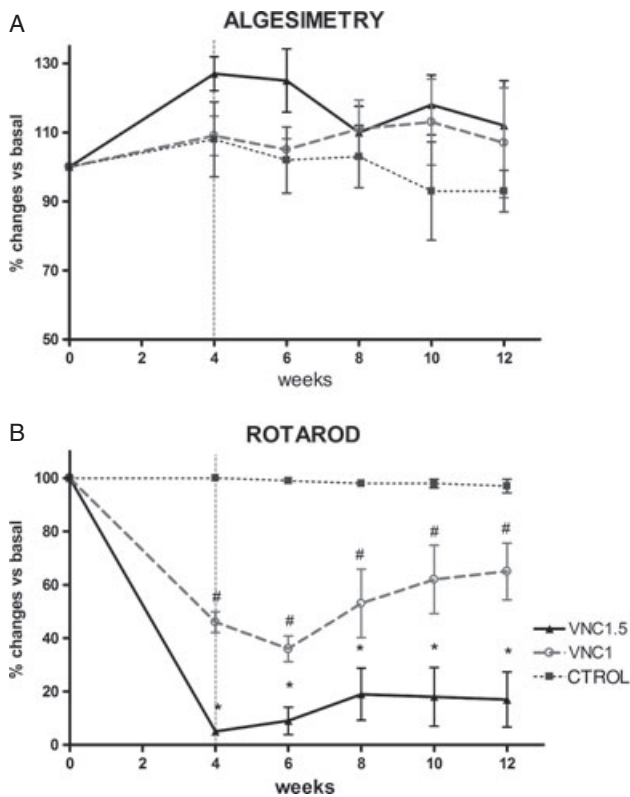 A
ALGESIMETRY
% changes vs basal
130
110
90
70
50
0 2 4 6 8 10 12
weeks
B
ROTAROD
% changes vs basal
100
80
60
40
20
0
# # # # #
* * * * *
VNC1.5
VNC1
CTROL
0 2 4 6 8 10 12
weeks